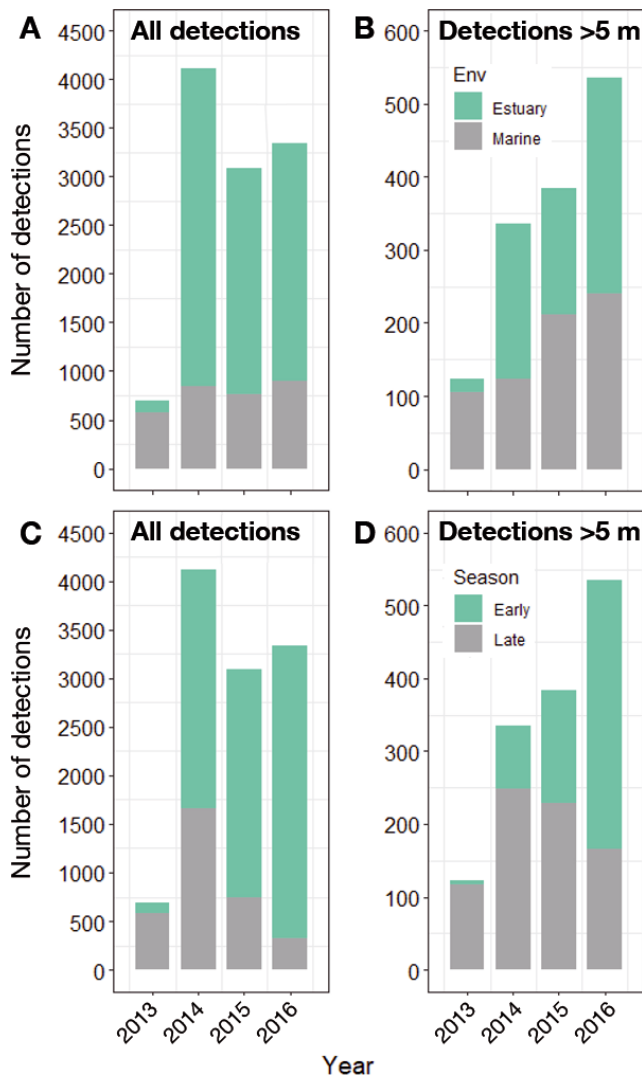 A All detections
4500
4000
3500
3000
2500
2000
1500
1000
500
0
Number of detections
B Detections >5 m
600
500
400
300
200
100
0
Env
Estuary
Marine
C All detections
4500
4000
3500
3000
2500
2000
1500
1000
500
0
Number of detections
2013 2014 2015 2016
D Detections >5 m
600
500
400
300
200
100
0
Season
Early
Late
2013 2014 2015 2016
Year